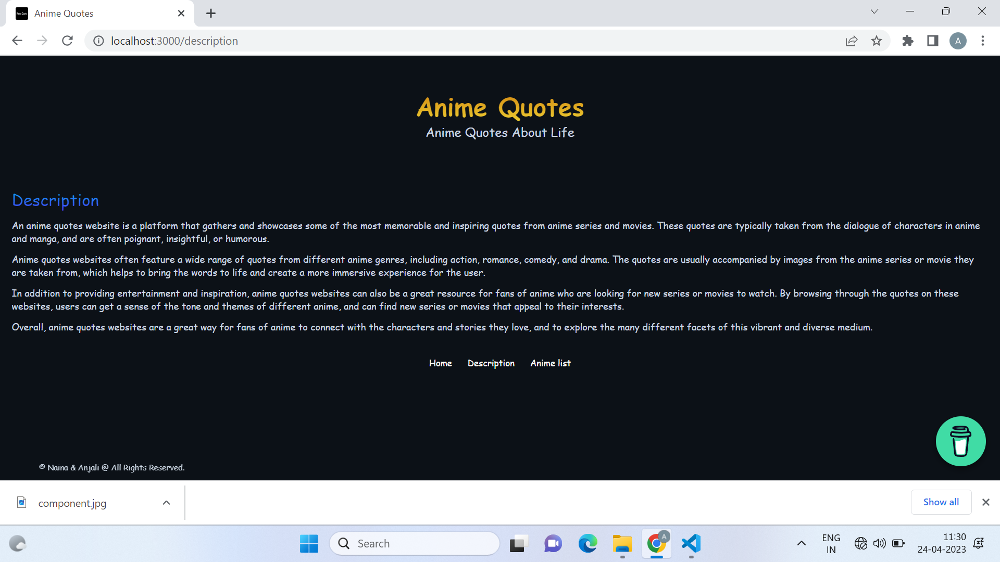 Anime Quotes
localhost:3000/description
A
Anime Quotes
Anime Quotes About Life
Description
An anime quotes website is a platform that gathers and showcases some of the most memorable and inspiring quotes from anime series and movies. These quotes are typically taken from the dialogue of characters in anime
and manga, and are often poignant, insightful, or humorous.
Anime quotes websites often feature a wide range of quotes from different anime genres, including action, romance, comedy, and drama. The quotes are usually accompanied by images from the anime series or movie they
are taken from, which helps to bring the words to life and create a more immersive experience for the user.
In addition to providing entertainment and inspiration, anime quotes websites can also be a great resource for fans of anime who are looking for new series or movies to watch. By browsing through the quotes on these
websites, users can get a sense of the tone and themes of different anime, and can find new series or movies that appeal to their interests.
Overall, anime quotes websites are a great way for fans of anime to connect with the characters and stories they love, and to explore the many different facets of this vibrant and diverse medium.
Home Description Anime list
© Naina & Anjali @ All Rights Reserved.
component.jpg
Show all
Search
A
ENG
IN
11:30
24-04-2023